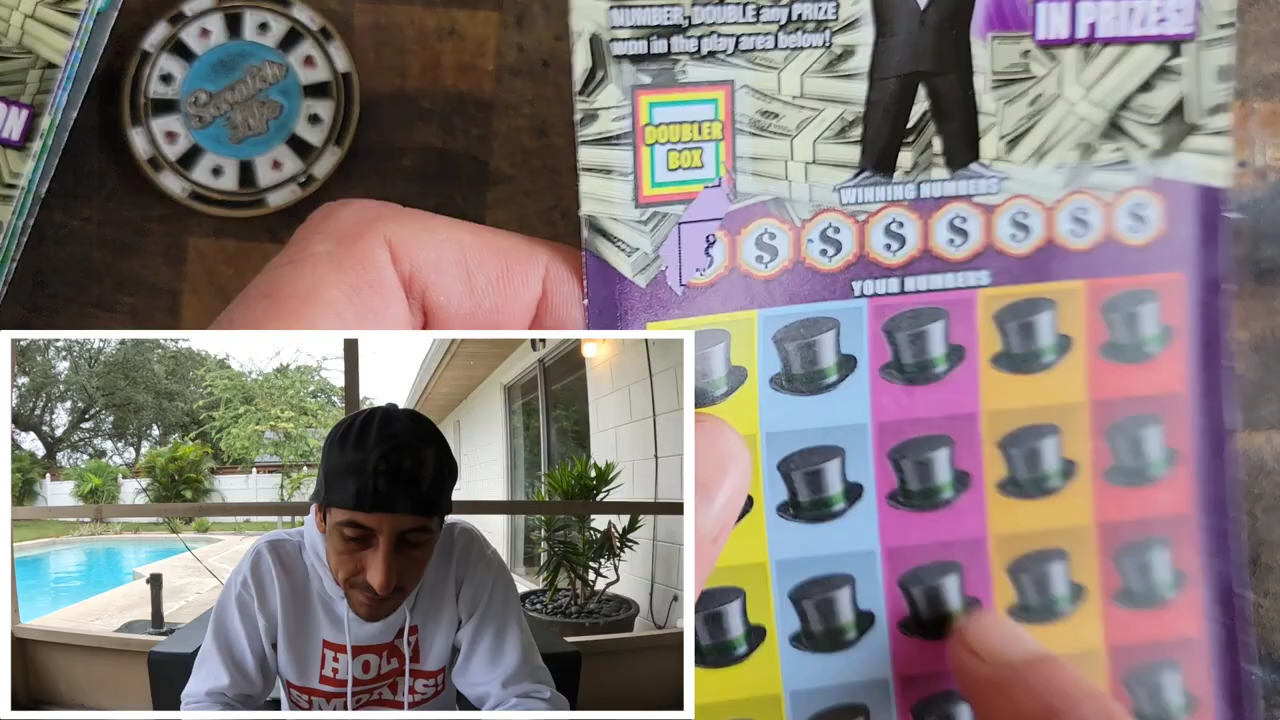 NUMBER, DOUBLE any PRIZE
won in the play area below!
IN PRIZES!
ON
DOUBLER
BOX
WINNING NUMBERS
$ $ $ $ $ $ $
YOUR NUMBERS
HOLY
SMOKES!